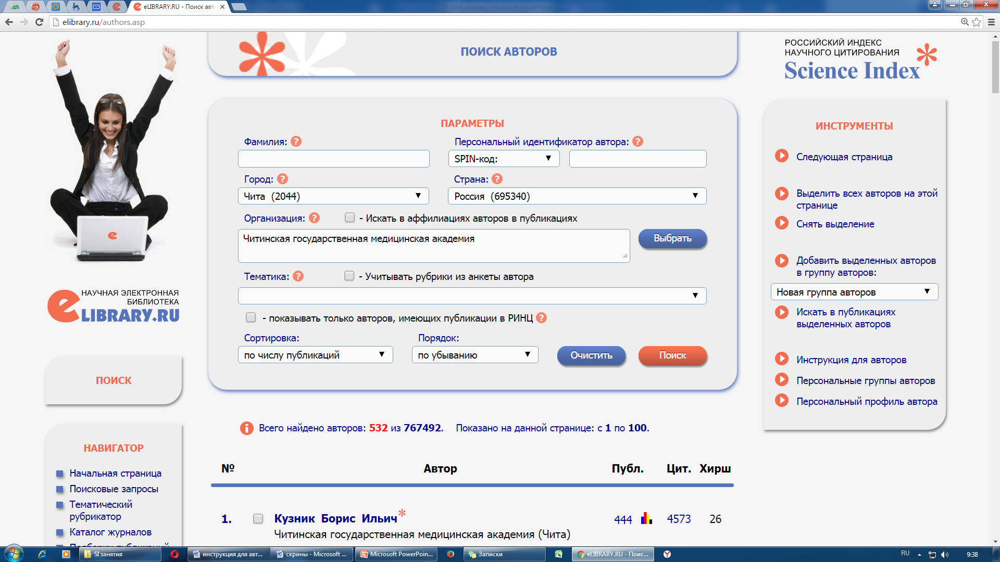 eLIBRARY.RU - Поиск авт
elibrary.ru/authors.asp
ПОИСК АВТОРОВ
РОССИЙСКИЙ ИНДЕКС
НАУЧНОГО ЦИТИРОВАНИЯ
Science Index
НАУЧНАЯ ЭЛЕКТРОННАЯ
БИБЛИОТЕКА
eLIBRARY.RU
ПОИСК
НАВИГАТОР
Начальная страница
Поисковые запросы
Тематический
рубрикатор
Каталог журналов
Подборки публикаций
ПАРАМЕТРЫ
Фамилия: ? Персональный идентификатор автора: ?
SPIN-код:
Город: ? Страна: ?
Чита (2044) Россия (695340)
Организация: ? - Искать в аффилиациях авторов в публикациях
Читинская государственная медицинская академия Выбрать
Тематика: ? - Учитывать рубрики из анкеты автора
- показывать только авторов, имеющих публикации в РИНЦ ?
Сортировка: Порядок:
по числу публикаций по убыванию Очистить Поиск
Всего найдено авторов: 532 из 767492. Показано на данной странице: с 1 по 100.
№ Автор Публ. Цит. Хирш
1. Кузник Борис Ильич* 444 4573 26
Читинская государственная медицинская академия (Чита)
ИНСТРУМЕНТЫ
Следующая страница
Выделить всех авторов на этой
странице
Снять выделение
Добавить выделенных авторов
в группу авторов:
Новая группа авторов
Искать в публикациях
выделенных авторов
Инструкция для авторов
Персональные группы авторов
Персональный профиль автора
SI занятия инструкция для авт... скрины - Microsoft ... Microsoft PowerPoin... Записки eLIBRARY.RU - Поис... RU 9:38